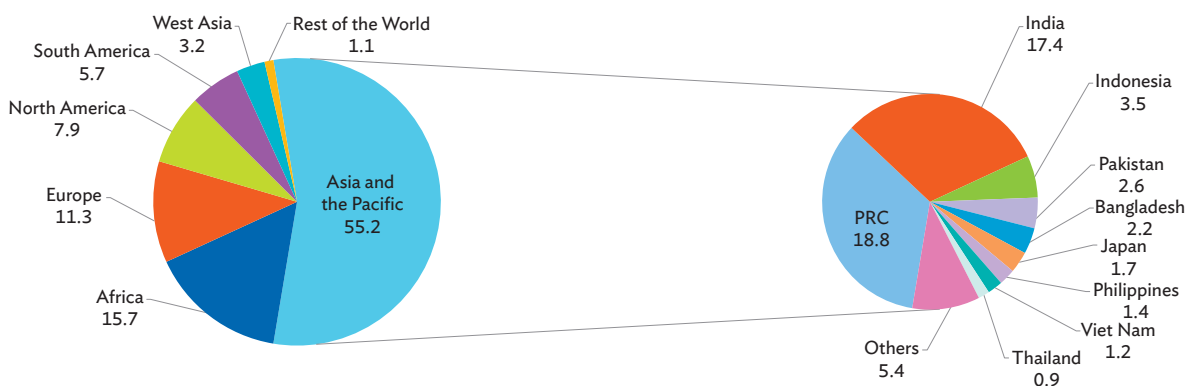 West Asia
3.2
Rest of the World
1.1
South America
5.7
North America
7.9
Europe
11.3
Africa
15.7
Asia and
the Pacific
55.2
India
17.4
Indonesia
3.5
Pakistan
2.6
Bangladesh
2.2
Japan
1.7
Philippines
1.4
Viet Nam
1.2
Thailand
0.9
Others
5.4
PRC
18.8